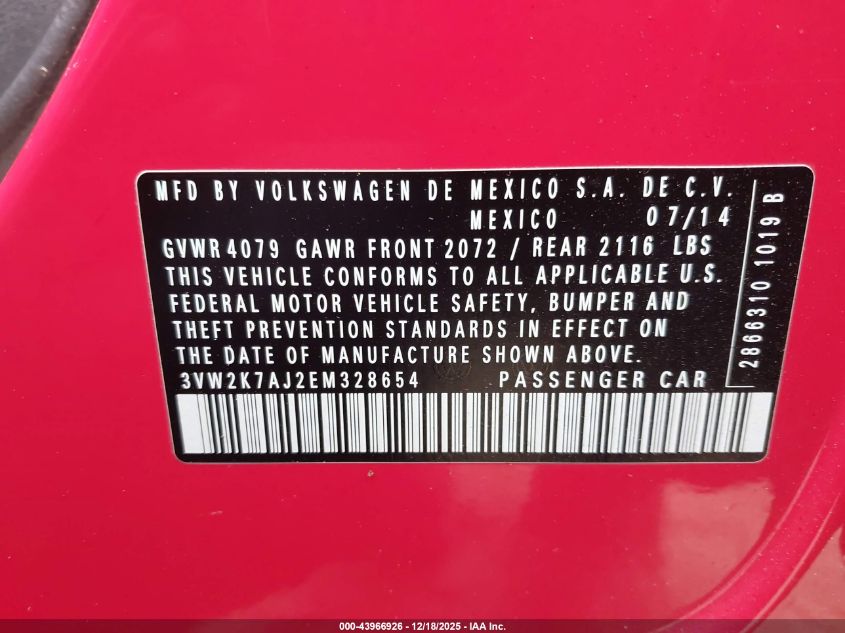 MFD BY VOLKSWAGEN DE MEXICO S.A. DE C.V.
MEXICO 07/14
GVWR 4079 GAWR FRONT 2072 / REAR 2116 LBS
THIS VEHICLE CONFORMS TO ALL APPLICABLE U.S.
FEDERAL MOTOR VEHICLE SAFETY, BUMPER AND
THEFT PREVENTION STANDARDS IN EFFECT ON
THE DATE OF MANUFACTURE SHOWN ABOVE.
3VW2K7AJ2EM328654 PASSENGER CAR
2866310 1019 B
000-43966926 - 12/18/2025 - IAA Inc.